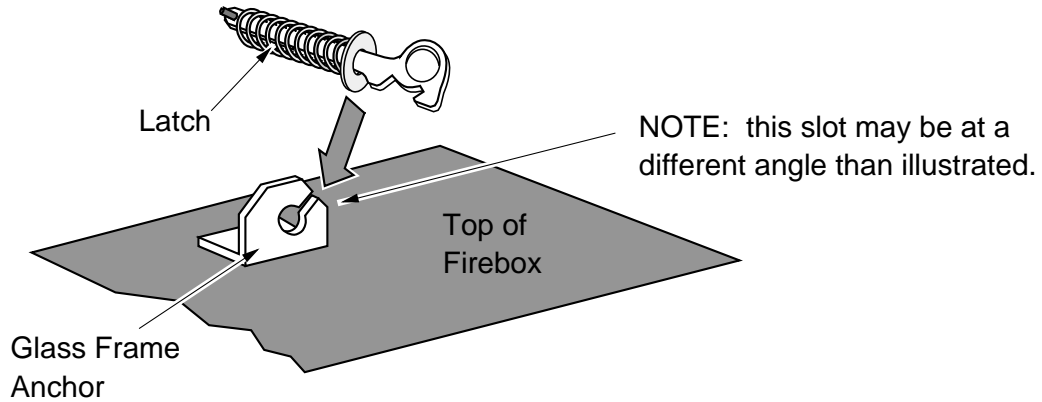 Latch
NOTE:  this slot may be at a
different angle than illustrated.
Top of
Firebox
Glass Frame
Anchor